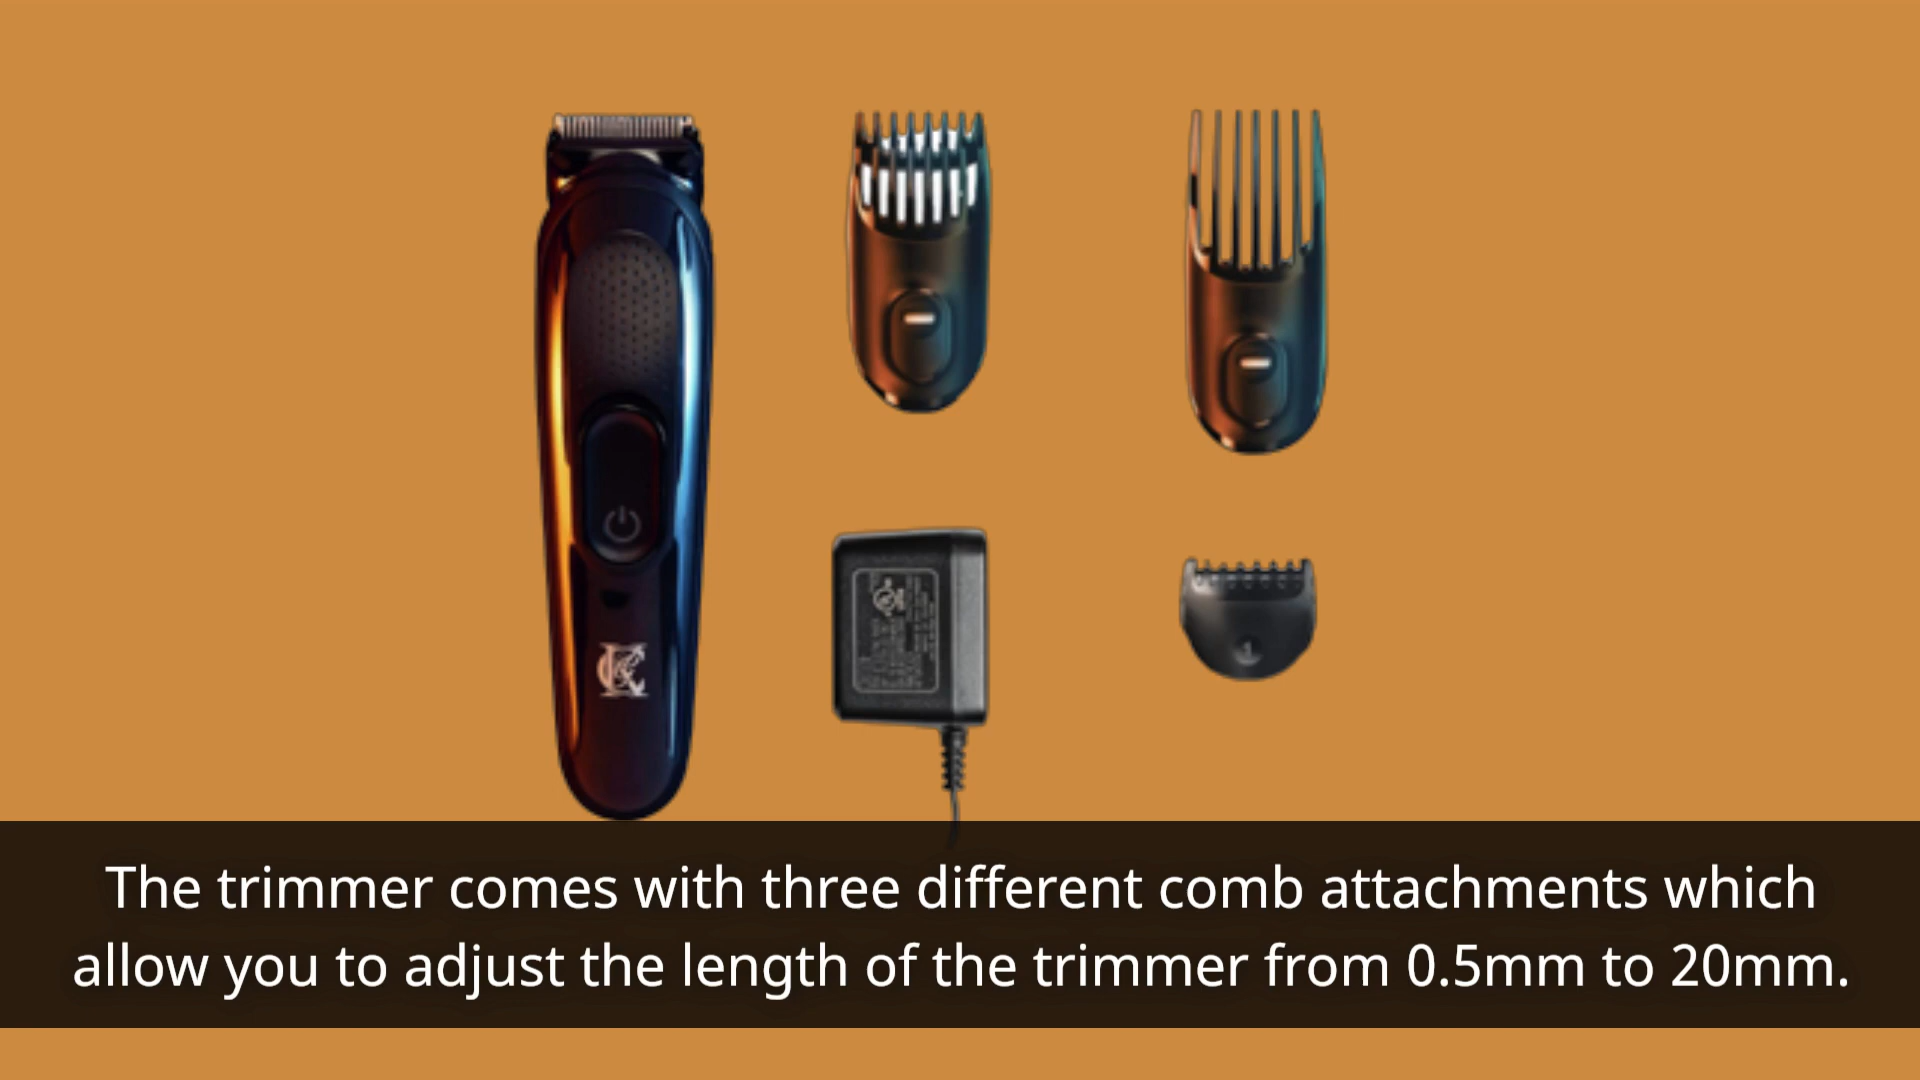 The trimmer comes with three different comb attachments which
allow you to adjust the length of the trimmer from 0.5mm to 20mm.